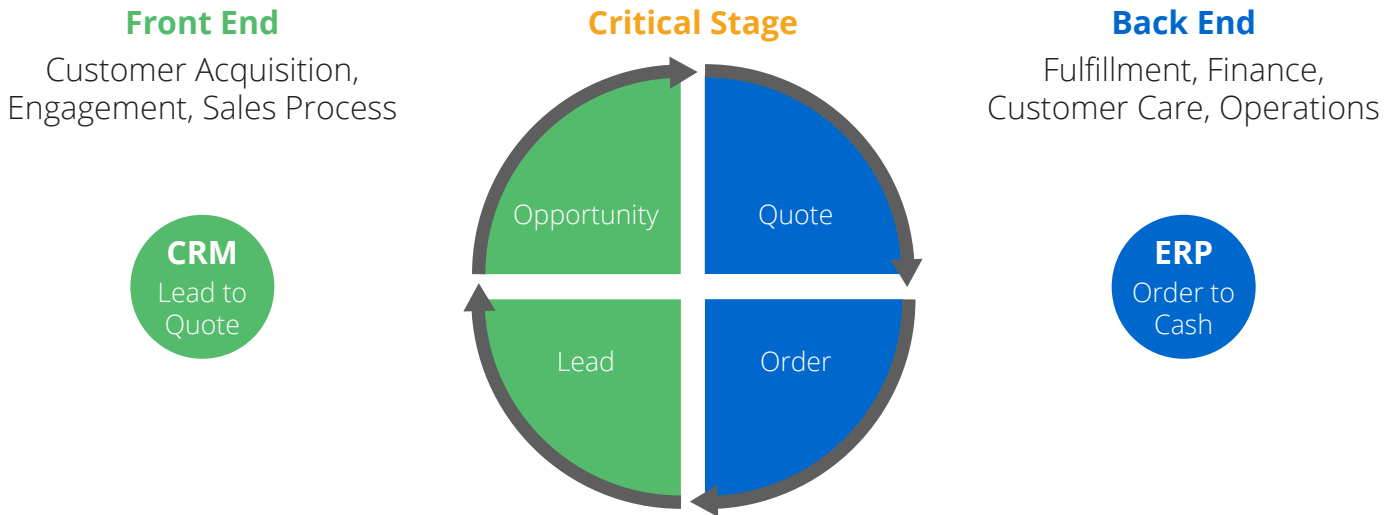 Front End
Customer Acquisition,
Engagement, Sales Process
CRM
Lead to
Quote
Critical Stage
Opportunity
Quote
Lead
Order
Back End
Fulfillment, Finance,
Customer Care, Operations
ERP
Order to
Cash